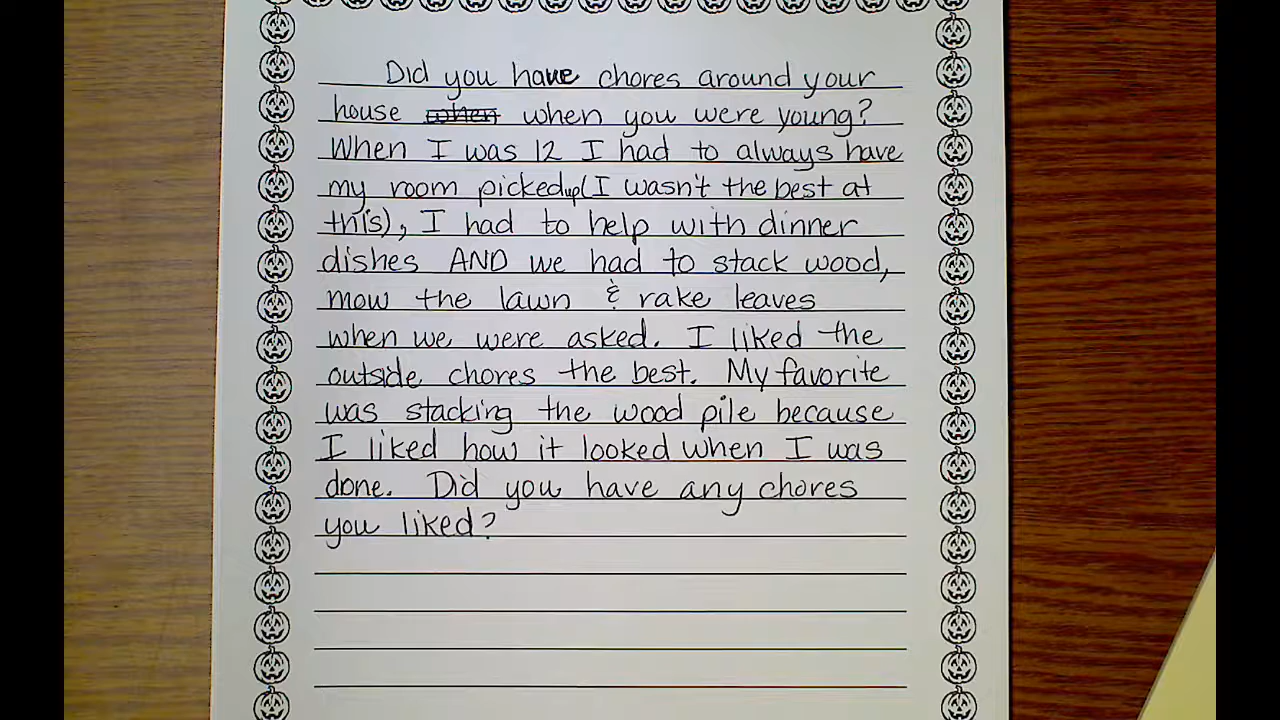 Did you have chores around your
house when when you were young?
When I was 12 I had to always have
my room picked up (I wasn't the best at
this), I had to help with dinner
dishes AND we had to stack wood,
mow the lawn & rake leaves
when we were asked. I liked the
outside chores the best. My favorite
was stacking the wood pile because
I liked how it looked when I was
done. Did you have any chores
you liked?